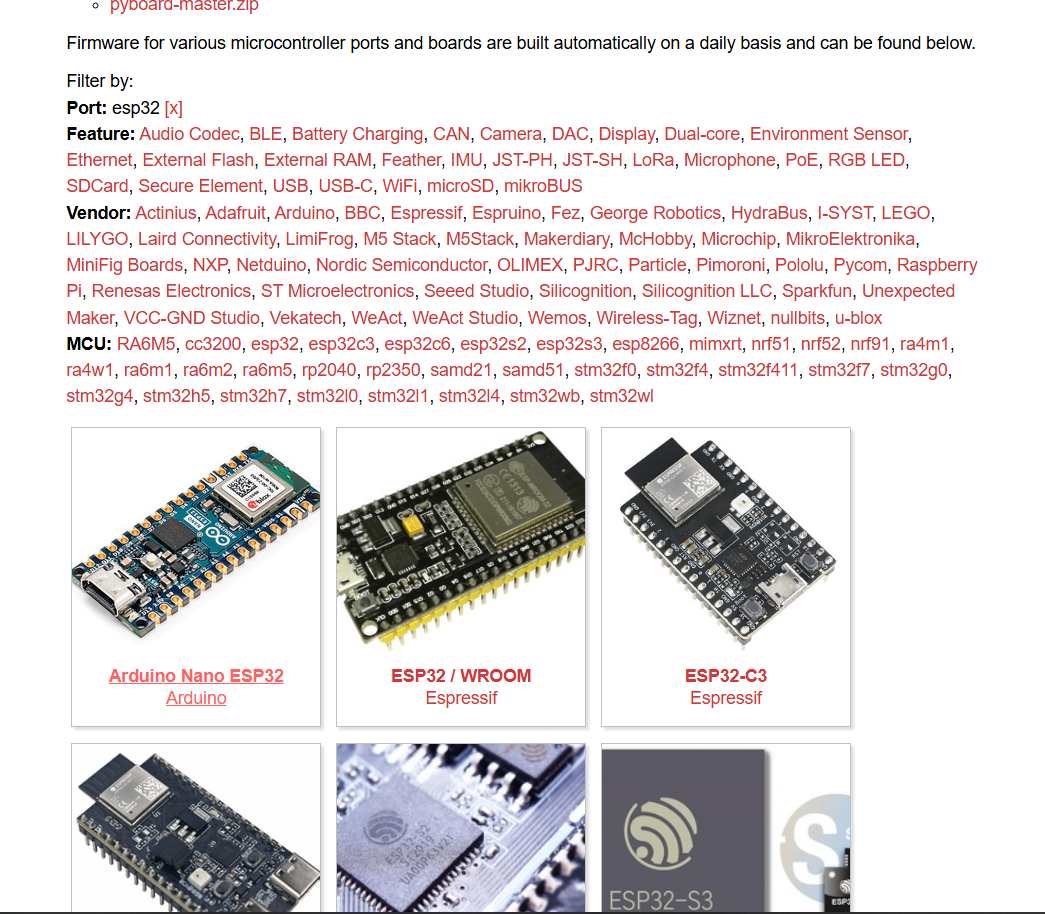 pyboard-master.zip
Firmware for various microcontroller ports and boards are built automatically on a daily basis and can be found below.
Filter by:
Port: esp32 [x]
Feature: Audio Codec, BLE, Battery Charging, CAN, Camera, DAC, Display, Dual-core, Environment Sensor,
Ethernet, External Flash, External RAM, Feather, IMU, JST-PH, JST-SH, LoRa, Microphone, PoE, RGB LED,
SDCard, Secure Element, USB, USB-C, WiFi, microSD, mikroBUS
Vendor: Actinius, Adafruit, Arduino, BBC, Espressif, Espruino, Fez, George Robotics, HydraBus, I-SYST, LEGO,
LILYGO, Laird Connectivity, LimiFrog, M5 Stack, M5Stack, Makerdiary, McHobby, Microchip, MikroElektronika,
MiniFig Boards, NXP, Netduino, Nordic Semiconductor, OLIMEX, PJRC, Particle, Pimoroni, Pololu, Pycom, Raspberry
Pi, Renesas Electronics, ST Microelectronics, Seeed Studio, Silicognition, Silicognition LLC, Sparkfun, Unexpected
Maker, VCC-GND Studio, Vekatech, WeAct, WeAct Studio, Wemos, Wireless-Tag, Wiznet, nullbits, u-blox
MCU: RA6M5, cc3200, esp32, esp32c3, esp32c6, esp32s2, esp32s3, esp8266, mimxrt, nrf51, nrf52, nrf91, ra4m1,
ra4w1, ra6m1, ra6m2, ra6m5, rp2040, rp2350, samd21, samd51, stm32f0, stm32f4, stm32f411, stm32f7, stm32g0,
stm32g4, stm32h5, stm32h7, stm32l0, stm32l1, stm32l4, stm32wb, stm32wl
Arduino Nano ESP32
Arduino
ESP32 / WROOM
Espressif
ESP32-C3
Espressif
ESP32-S3